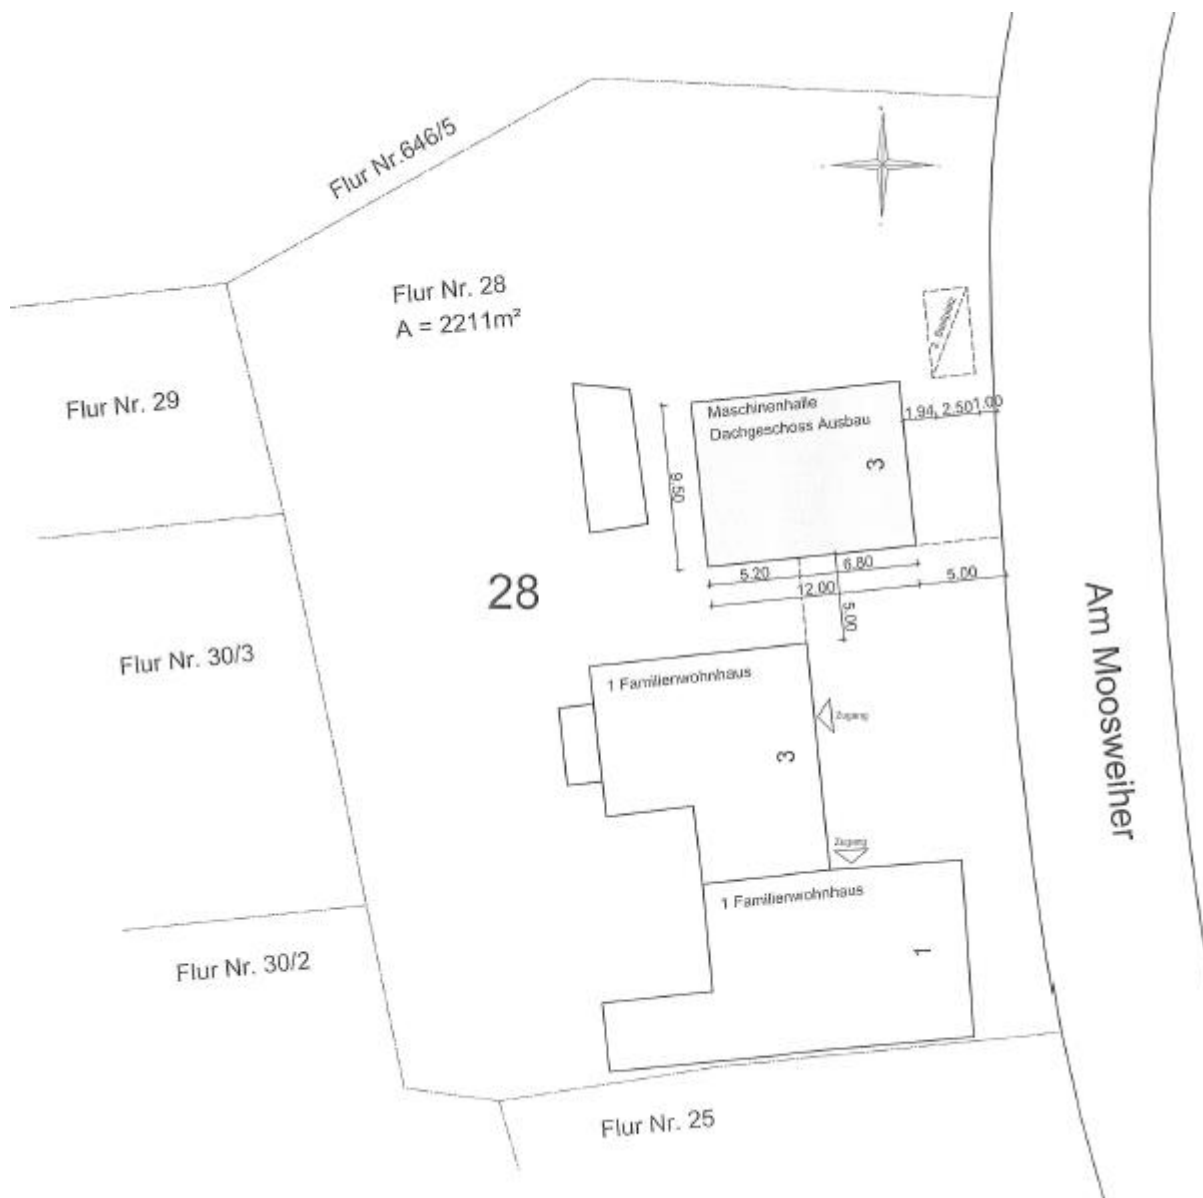 Flur Nr.646/5
Flur Nr. 28
A = 2211m²
Flur Nr. 29
Maschinenhalle
Dachgeschoss Ausbau
3
1.94 2.50 1.00
9.50
5.20
6.80
12.00
5.00
5.00
28
Flur Nr. 30/3
1 Familienwohnhaus
Zugang
3
Am Moosweiher
Zugang
1 Familienwohnhaus
1
Flur Nr. 30/2
Flur Nr. 25